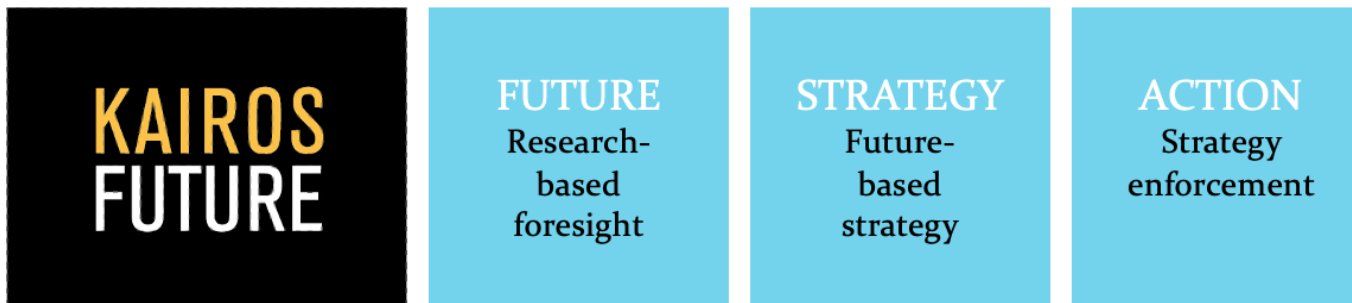 KAIROS
FUTURE
FUTURE
Research-
based
foresight
STRATEGY
Future-
based
strategy
ACTION
Strategy
enforcement